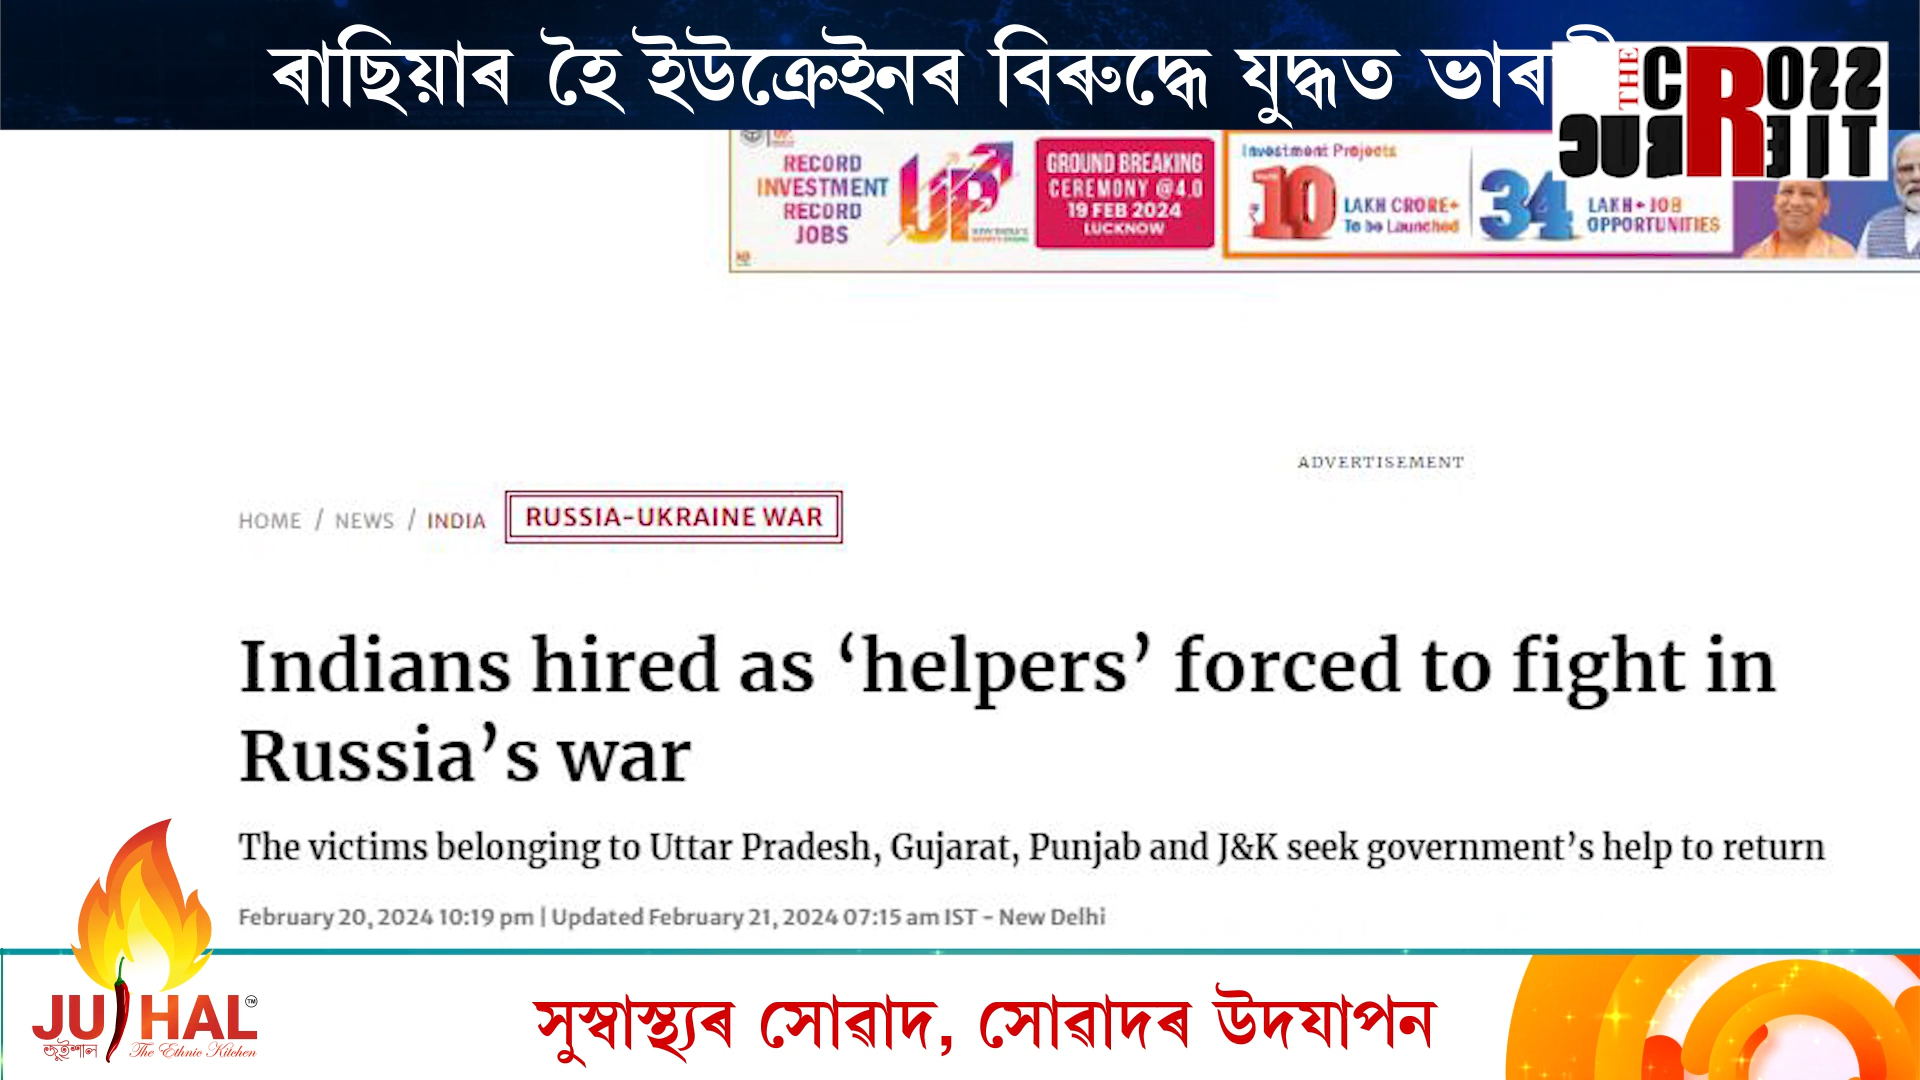 ৰাছিয়াৰ হৈ ইউক্ৰেইনৰ বিৰুদ্ধে যুদ্ধত
THE CROSS CURRENT
RECORD
INVESTMENT
RECORD
JOBS
UP
GROUND BREAKING
CEREMONY @4.0
19 FEB 2024
LUCKNOW
Investment Projects
₹10 LAKH CRORE+
To be Launched
34 LAKH+ JOB
OPPORTUNITIES
ADVERTISEMENT
HOME / NEWS / INDIA RUSSIA-UKRAINE WAR
Indians hired as ‘helpers’ forced to fight in
Russia’s war
The victims belonging to Uttar Pradesh, Gujarat, Punjab and J&K seek government’s help to return
February 20, 2024 10:19 pm | Updated February 21, 2024 07:15 am IST - New Delhi
JUIHAL™
জুইশাল The Ethnic Kitchen
সুস্বাস্থ্যৰ সোৱাদ, সোৱাদৰ উদযাপন